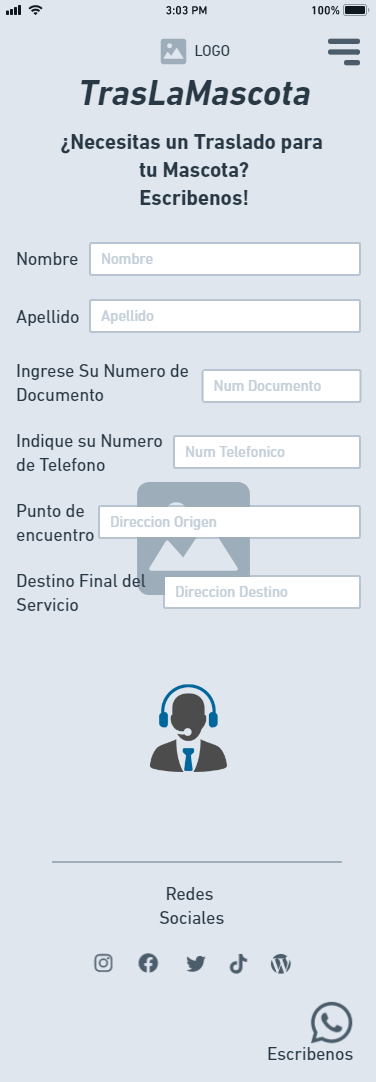 3:03 PM
100%
LOGO
TrasLaMascota
¿Necesitas un Traslado para
tu Mascota?
Escribenos!
Nombre
Nombre
Apellido
Apellido
Ingrese Su Numero de
Documento
Num Documento
Indique su Numero
de Telefono
Num Telefonico
Punto de
encuentro
Direccion Origen
Destino Final del
Servicio
Direccion Destino
Redes
Sociales
Escribenos